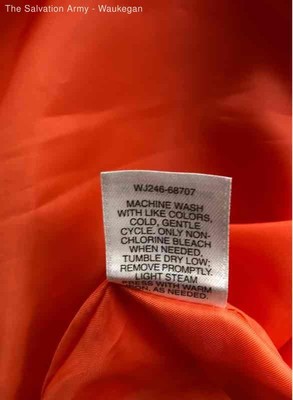 The Salvation Army - Waukegan
WJ246-68707
MACHINE WASH
WITH LIKE COLORS,
COLD, GENTLE
CYCLE. ONLY NON-
CHLORINE BLEACH
WHEN NEEDED,
TUMBLE DRY LOW;
REMOVE PROMPTLY.
LIGHT STEAM
PRESS WITH WARM
IRON, AS NEEDED.